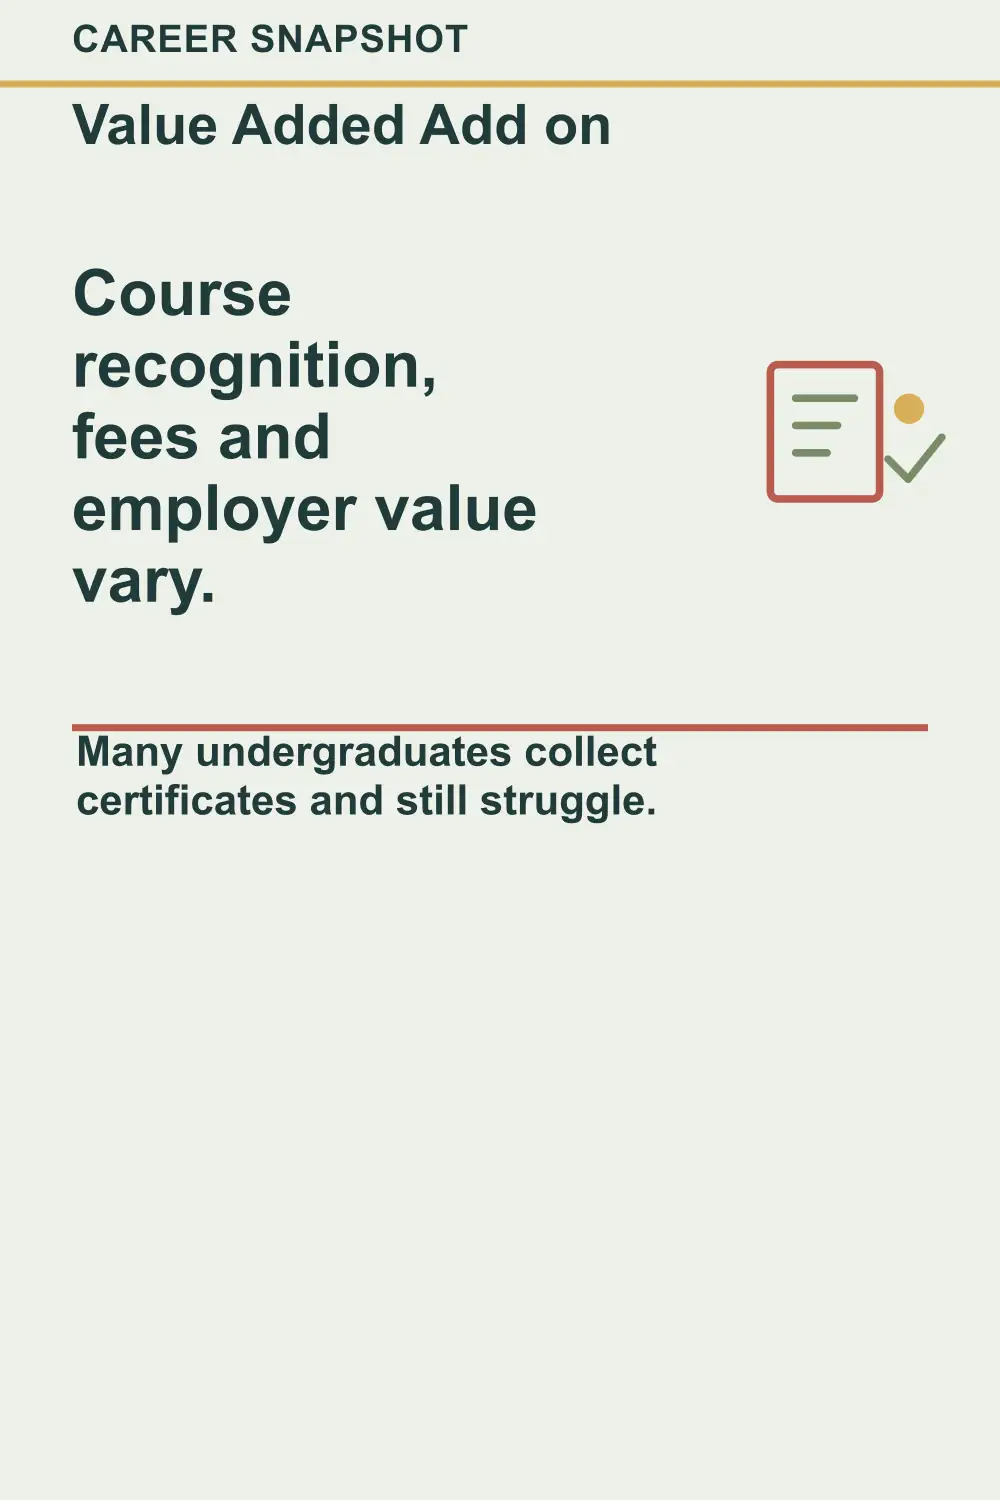 CAREER SNAPSHOT
Value Added Add on
Course
recognition,
fees and
employer value
vary.
Many undergraduates collect
certificates and still struggle.